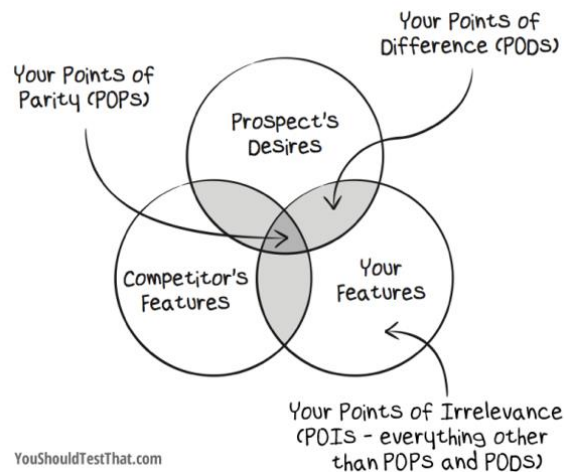 Your Points of
Difference (PODs)
Your Points of
Parity (POPs)
Prospect's
Desires
Competitor's
Features
Your
Features
Your Points of Irrelevance
(POIs - everything other
than POPs and PODs)
YouShouldTestThat.com